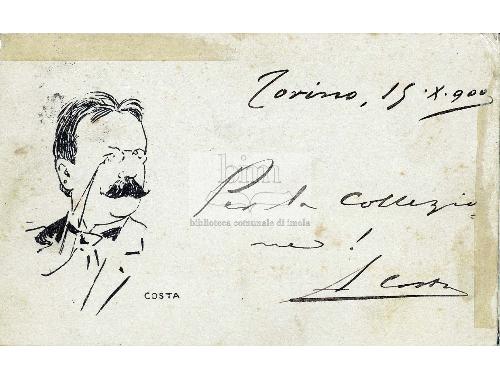 Torino, 15.X.900
Per la Collezio-
ne!
A Costa
COSTA
bim
biblioteca comunale di imola